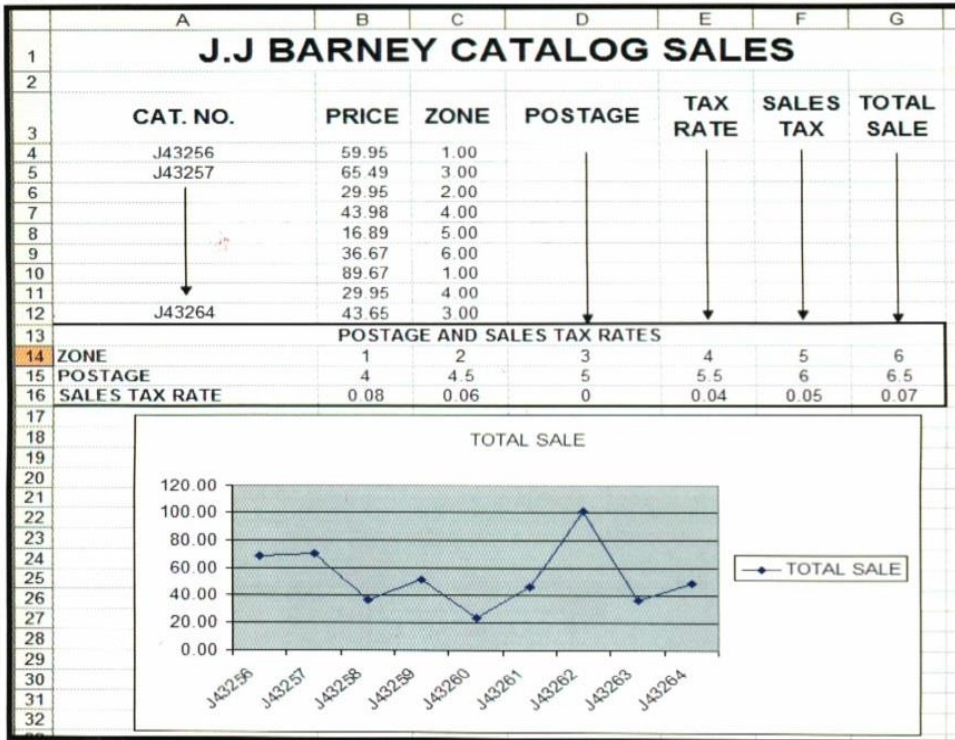 A B C D E F G
1 J.J BARNEY CATALOG SALES
2
3 CAT. NO. PRICE ZONE POSTAGE TAX RATE SALES TAX TOTAL SALE
4 J43256 59.95 1.00
5 J43257 65.49 3.00
6 29.95 2.00
7 43.98 4.00
8 16.89 5.00
9 36.67 6.00
10 89.67 1.00
11 29.95 4.00
12 J43264 43.65 3.00
13 POSTAGE AND SALES TAX RATES
14 ZONE 1 2 3 4 5 6
15 POSTAGE 4 4.5 5 5.5 6 6.5
16 SALES TAX RATE 0.08 0.06 0 0.04 0.05 0.07
17
18 TOTAL SALE
19
20 120.00
21
22 100.00
23 80.00
24
25 60.00 TOTAL SALE
26 40.00
27 20.00
28 0.00
29
30
31
32
J43256 J43257 J43258 J43259 J43260 J43261 J43262 J43263 J43264